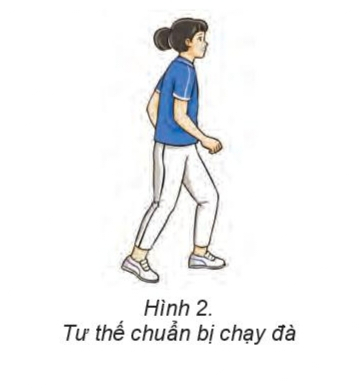 Hình 2.
Tư thế chuẩn bị chạy đà